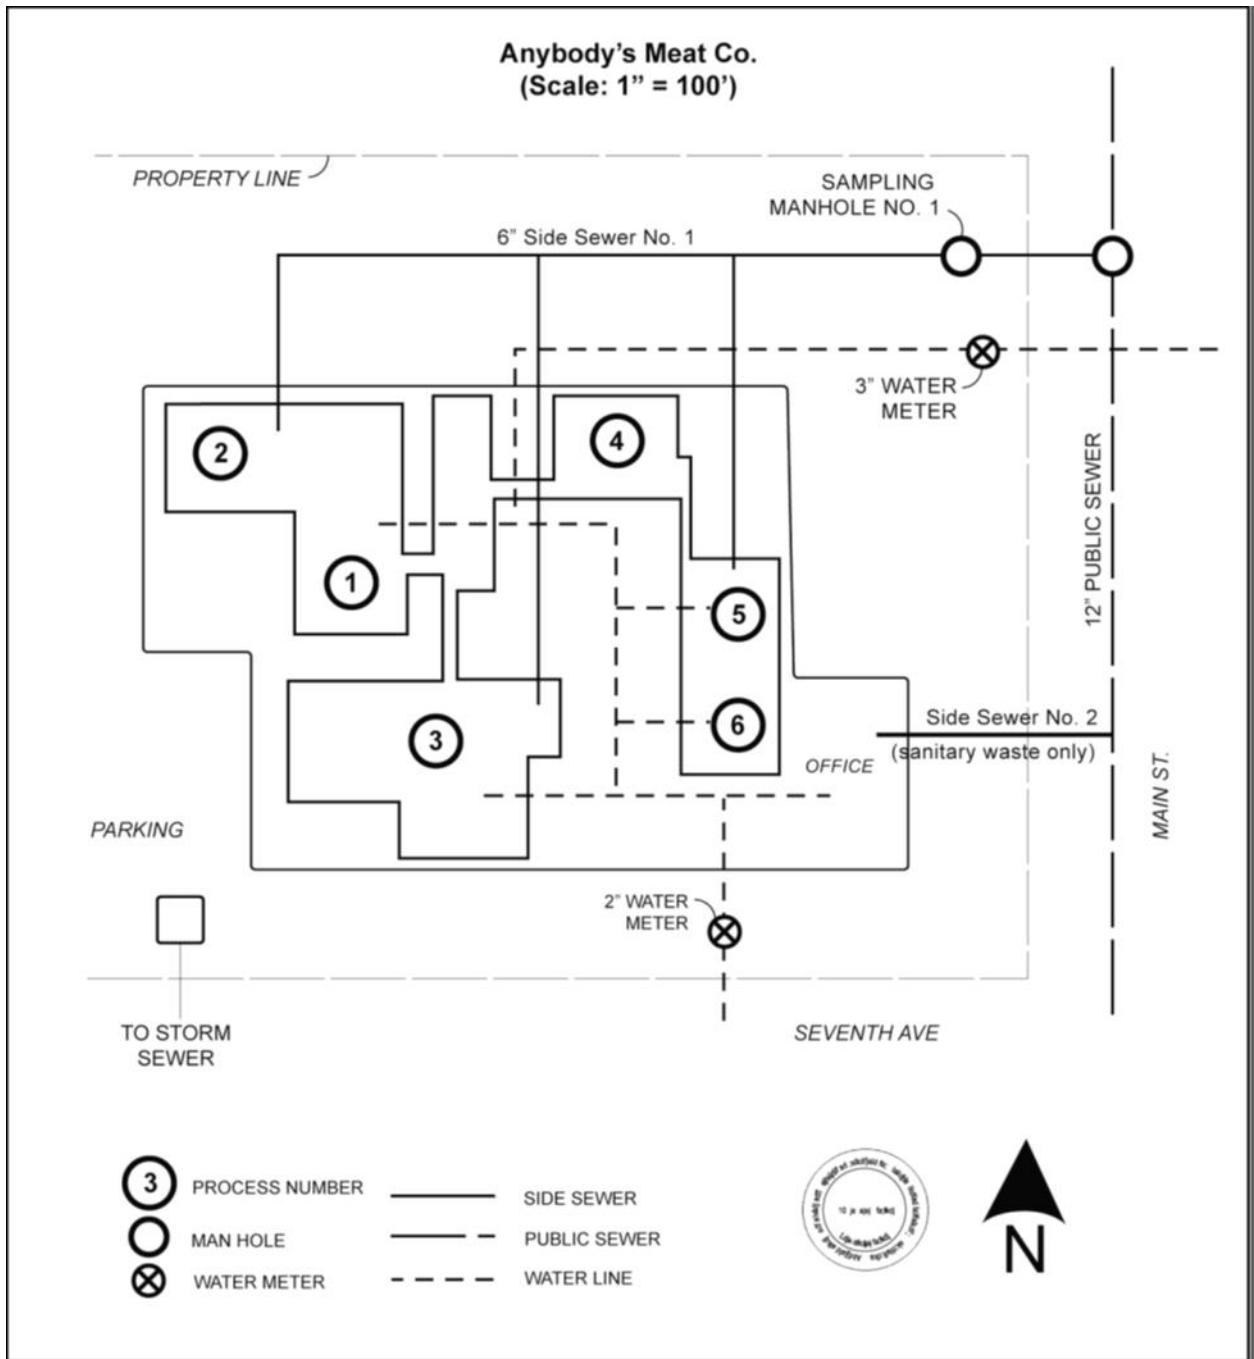 Anybody’s Meat Co.
(Scale: 1” = 100’)
PROPERTY LINE
SAMPLING
MANHOLE NO. 1
6” Side Sewer No. 1
3” WATER
METER
2
4
12” PUBLIC SEWER
1
5
3
6
Side Sewer No. 2
(sanitary waste only)
OFFICE
MAIN ST.
PARKING
2” WATER
METER
TO STORM
SEWER
SEVENTH AVE
3 PROCESS NUMBER
SIDE SEWER
MAN HOLE
PUBLIC SEWER
WATER METER
WATER LINE
N